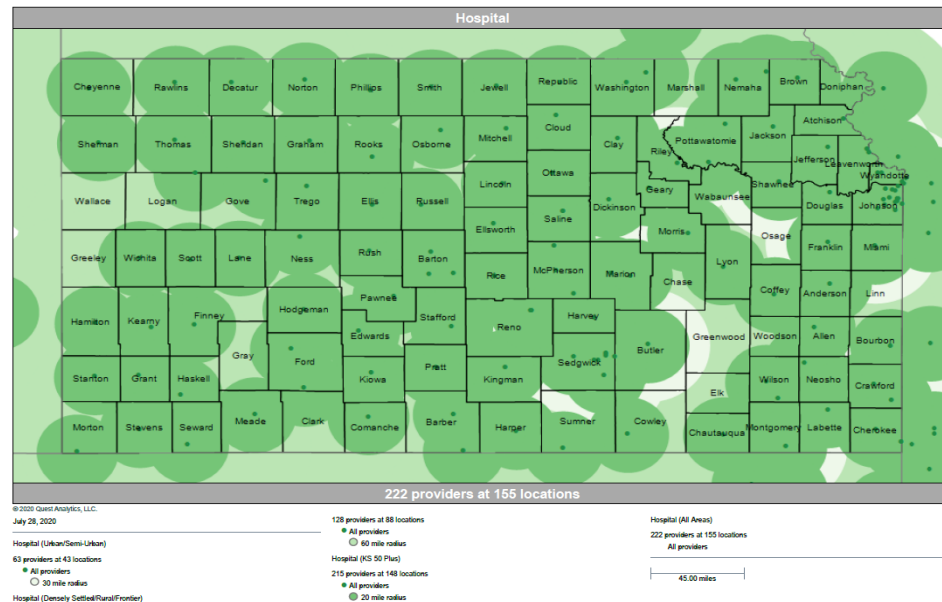 Hospital
Cheyenne Rawlins Decatur Norton Phillips Smith Jewell Republic Washington Marshall Nemaha Brown Doniphan
Cloud Atchison
Sherman Thomas Sheridan Graham Rooks Osborne Mitchell Clay Riley Pottawatomie Jackson Jefferson Leavenworth
Wyandotte
Wallace Logan Gove Trego Ellis Russell Lincoln Ottawa Geary Wabaunsee Shawnee Douglas Johnson
Ellsworth Saline Dickinson Morris Osage
Greeley Wichita Scott Lane Ness Rush Barton Lyon Franklin Miami
Rice McPherson Marion Chase Coffey Anderson Linn
Hamilton Kearny Finney Hodgeman Pawnee Stafford
Gray Ford Edwards Reno Harvey Butler Greenwood Woodson Allen Bourbon
Stanton Grant Haskell Kiowa Pratt Kingman Sedgwick Elk Wilson Neosho Crawford
Morton Stevens Seward Meade Clark Comanche Barber Harper Sumner Cowley Chautauqua Montgomery Labette Cherokee
222 providers at 155 locations
© 2020 Quest Analytics, LLC.
July 28, 2020
Hospital (Urban/Semi-Urban)
63 providers at 43 locations
All providers
30 mile radius
Hospital (Densely Settled/Rural/Frontier)
128 providers at 88 locations
All providers
60 mile radius
Hospital (KS 50 Plus)
215 providers at 148 locations
All providers
20 mile radius
Hospital (All Areas)
222 providers at 155 locations
All providers
45.00 miles